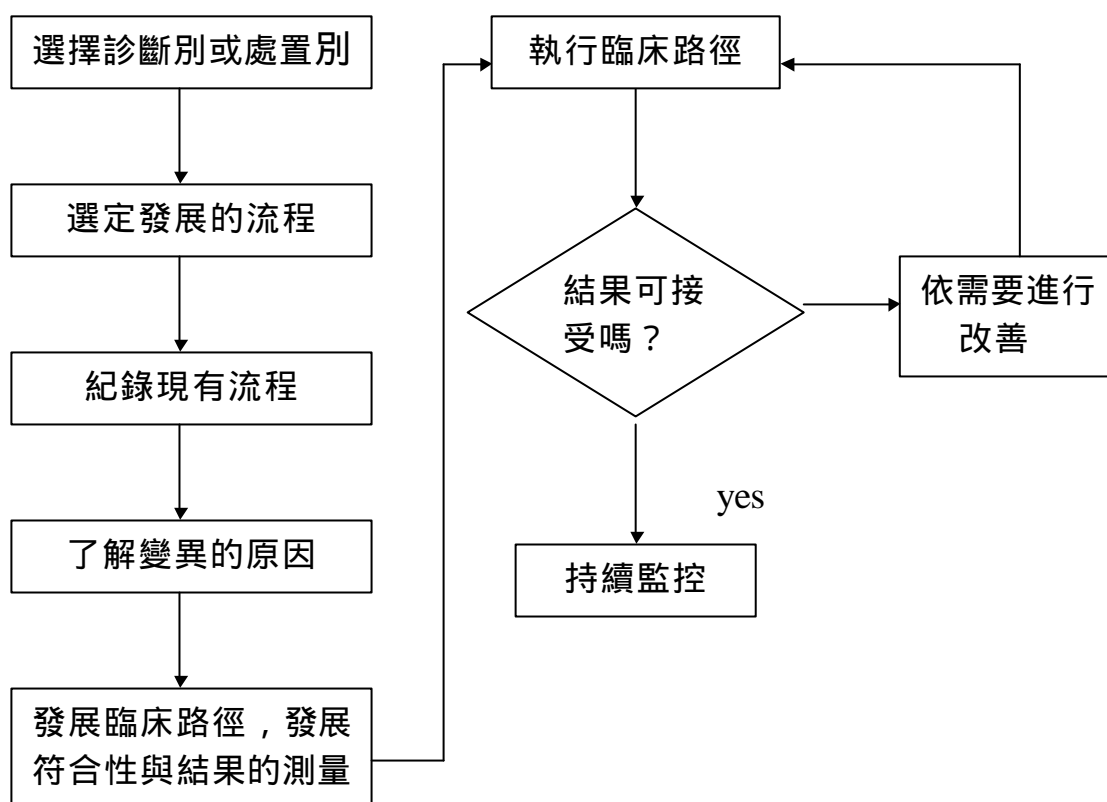 選擇診斷別或處置別
選定發展的流程
紀錄現有流程
了解變異的原因
發展臨床路徑，發展
符合性與結果的測量
執行臨床路徑
結果可接
受嗎？
依需要進行
改善
yes
持續監控